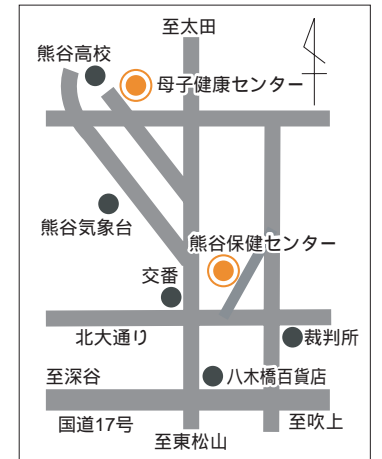 至太田
熊谷高校
母子健康センター
熊谷気象台
熊谷保健センター
交番
北大通り
裁判所
至深谷
八木橋百貨店
国道17号
至吹上
至東松山